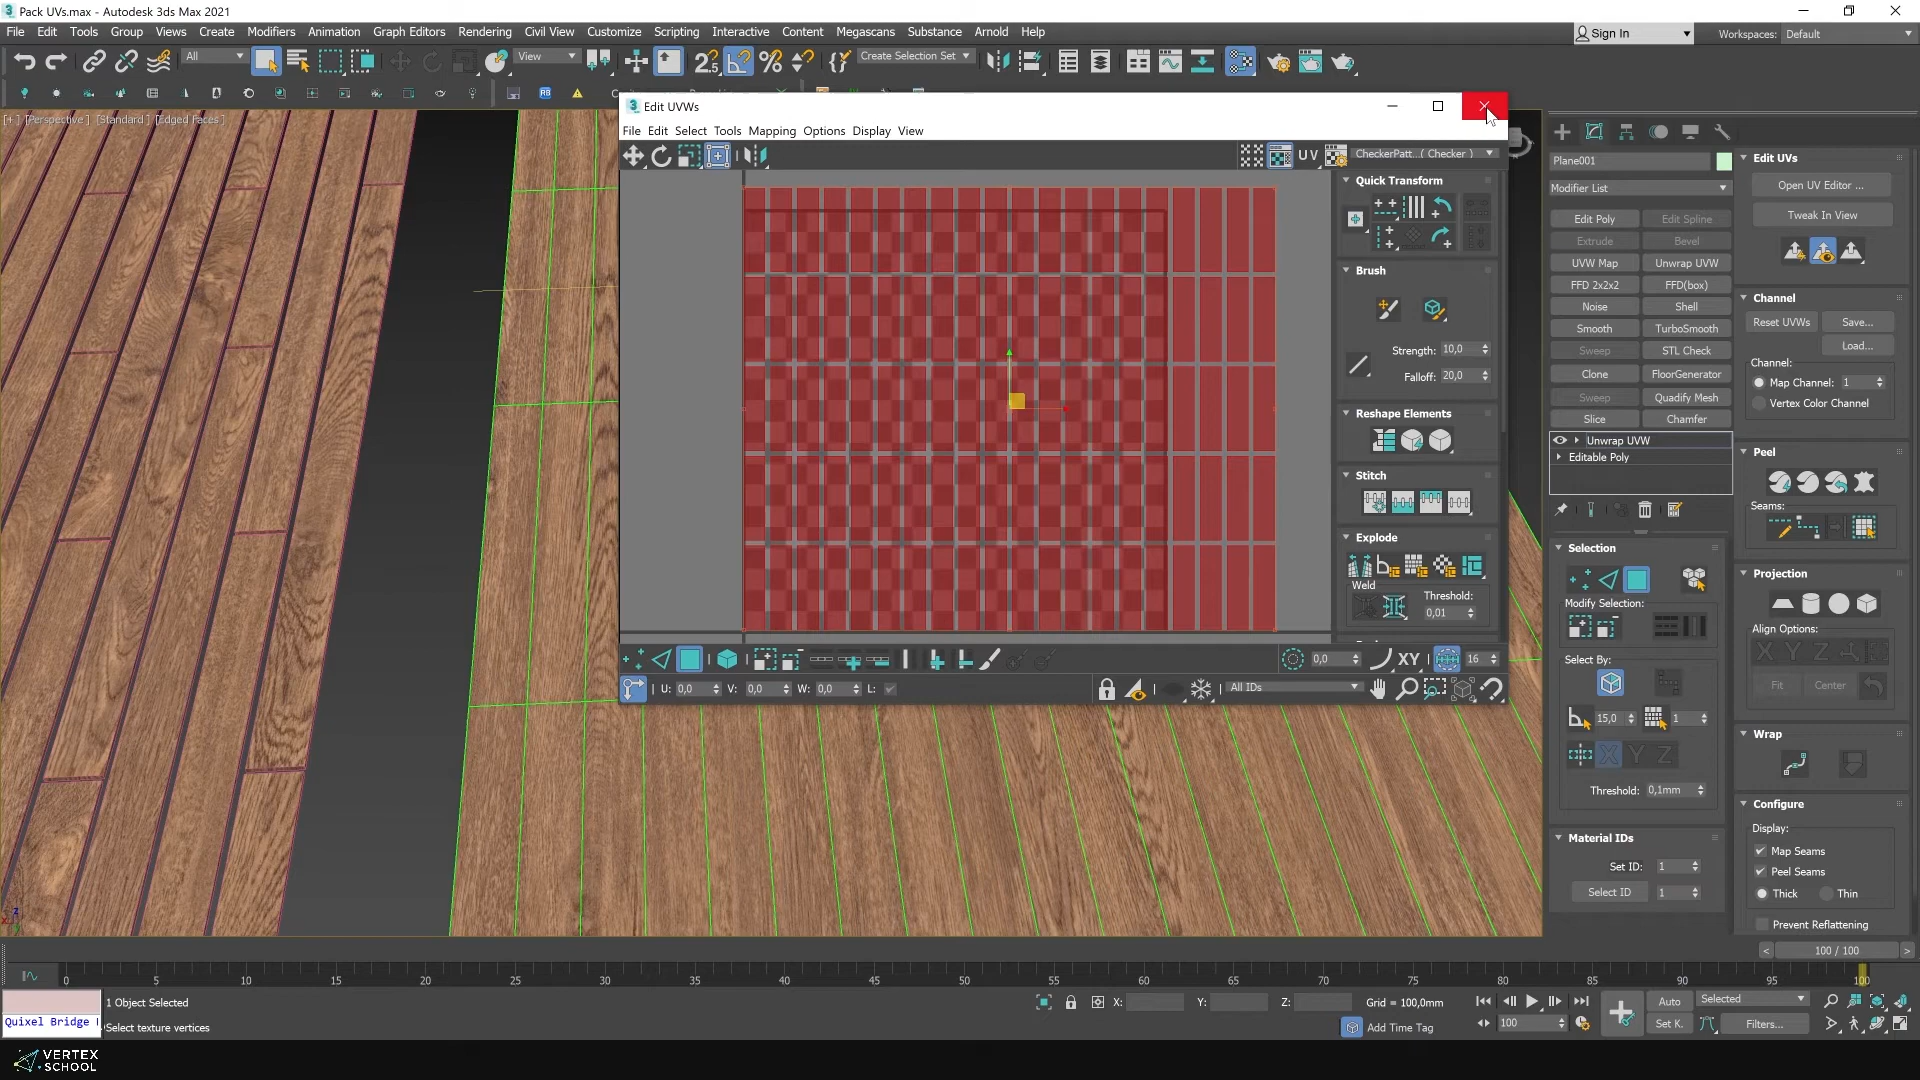 Pack UVs.max - Autodesk 3ds Max 2021
File Edit Tools Group Views Create Modifiers Animation Graph Editors Rendering Civil View Customize Scripting Interactive Content Megascans Substance Arnold Help
Sign In
Workspaces: Default
All
View
Create Selection Set
[+] [Perspective] [Standard] [Edged Faces]
Edit UVWs
File Edit Select Tools Mapping Options Display View
UV
CheckerPatt...( Checker )
Quick Transform
Brush
Strength: 10,0
Falloff: 20,0
Reshape Elements
Stitch
Explode
Weld
Threshold:
0,01
0,0
XY
16
U: 0,0 V: 0,0 W: 0,0 L:
All IDs
Plane001
Modifier List
Edit Poly Edit Spline
Extrude Bevel
UVW Map Unwrap UVW
FFD 2x2x2 FFD(box)
Noise Shell
Smooth TurboSmooth
Sweep STL Check
Clone FloorGenerator
Sweep Quadify Mesh
Slice Chamfer
Unwrap UVW
Editable Poly
Selection
Modify Selection:
Select By:
15,0
1
X Y Z
Threshold: 0,1mm
Material IDs
Set ID: 1
Select ID 1
Edit UVs
Open UV Editor ...
Tweak In View
Channel
Reset UVWs Save...
Load...
Channel:
Map Channel: 1
Vertex Color Channel
Peel
Seams:
Projection
Align Options:
X Y Z
Fit Center
Wrap
Configure
Display:
Map Seams
Peel Seams
Thick Thin
Prevent Reflattening
< 100 / 100 >
0 5 10 15 20 25 30 35 40 45 50 55 60 65 70 75 80 85 90 95 100
1 Object Selected
X: Y: Z: Grid = 100,0mm
Auto Selected
Quixel Bridge
Select texture vertices
Add Time Tag
100
Set K. Filters...
VERTEX
SCHOOL